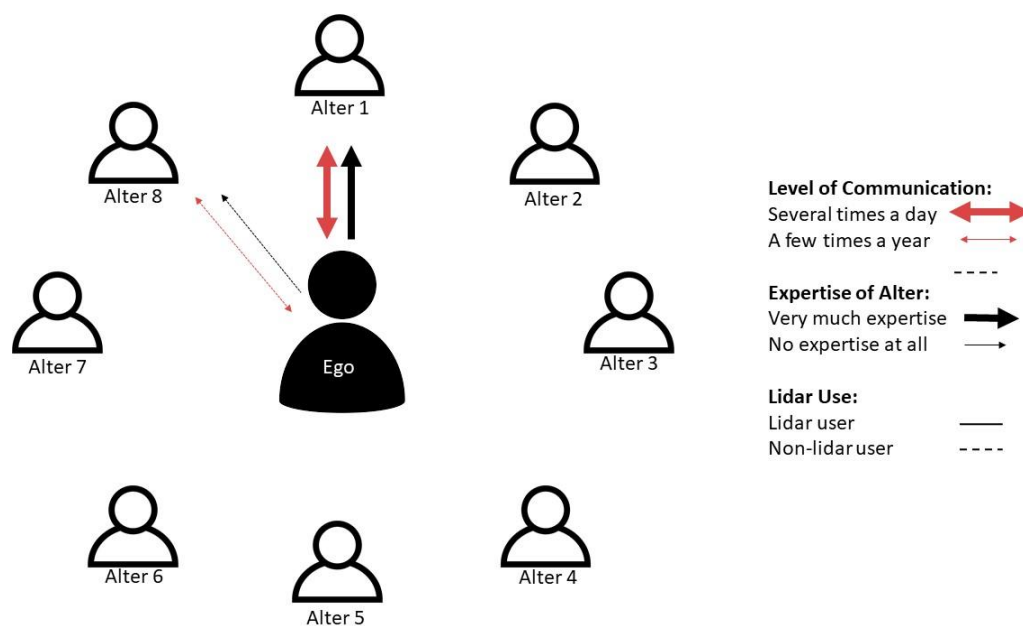 Alter 1
Alter 8
Alter 2
Level of Communication:
Several times a day
A few times a year
Expertise of Alter:
Very much expertise
No expertise at all
Alter 7
Ego
Alter 3
Lidar Use:
Lidar user
Non-lidar user
Alter 6
Alter 5
Alter 4